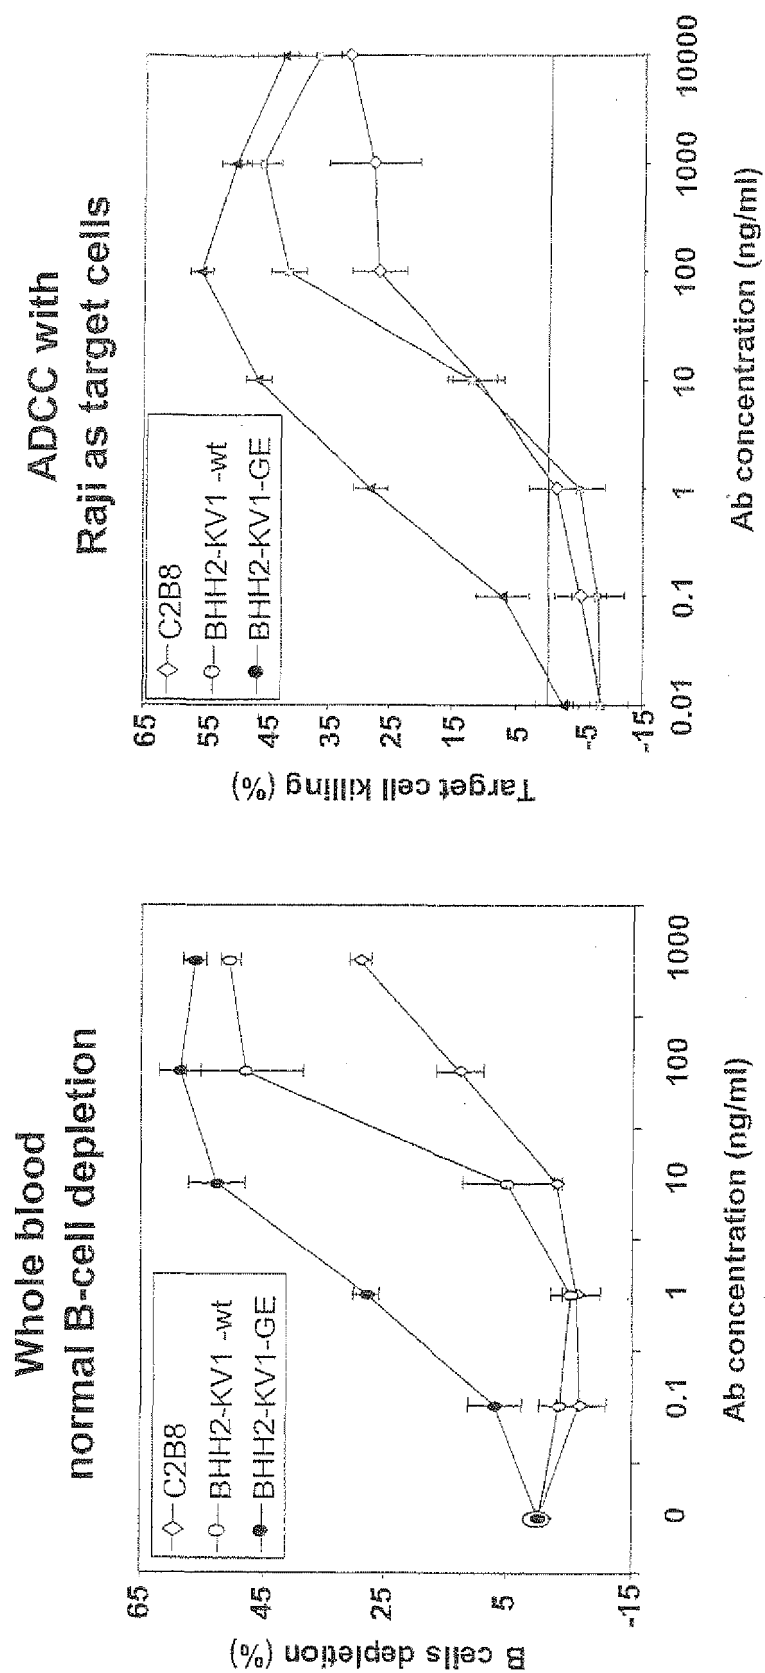 Whole blood
normal B-cell depletion
65
45
25
5
-15
B cells depletion (%)
C2B8
BHH2-KV1 -wt
BHH2-KV1-GE
0
0.1
1
10
100
1000
Ab concentration (ng/ml)
ADCC with
Raji as target cells
65
55
45
35
25
15
5
-5
-15
Target cell killing (%)
C2B8
BHH2-KV1 -wt
BHH2-KV1-GE
0.01
0.1
1
10
100
1000
10000
Ab concentration (ng/ml)